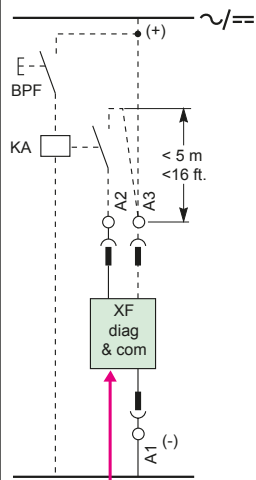 (+)
BPF
KA
< 5 m
<16 ft.
A2
A3
XF
diag
& com
A1
(-)